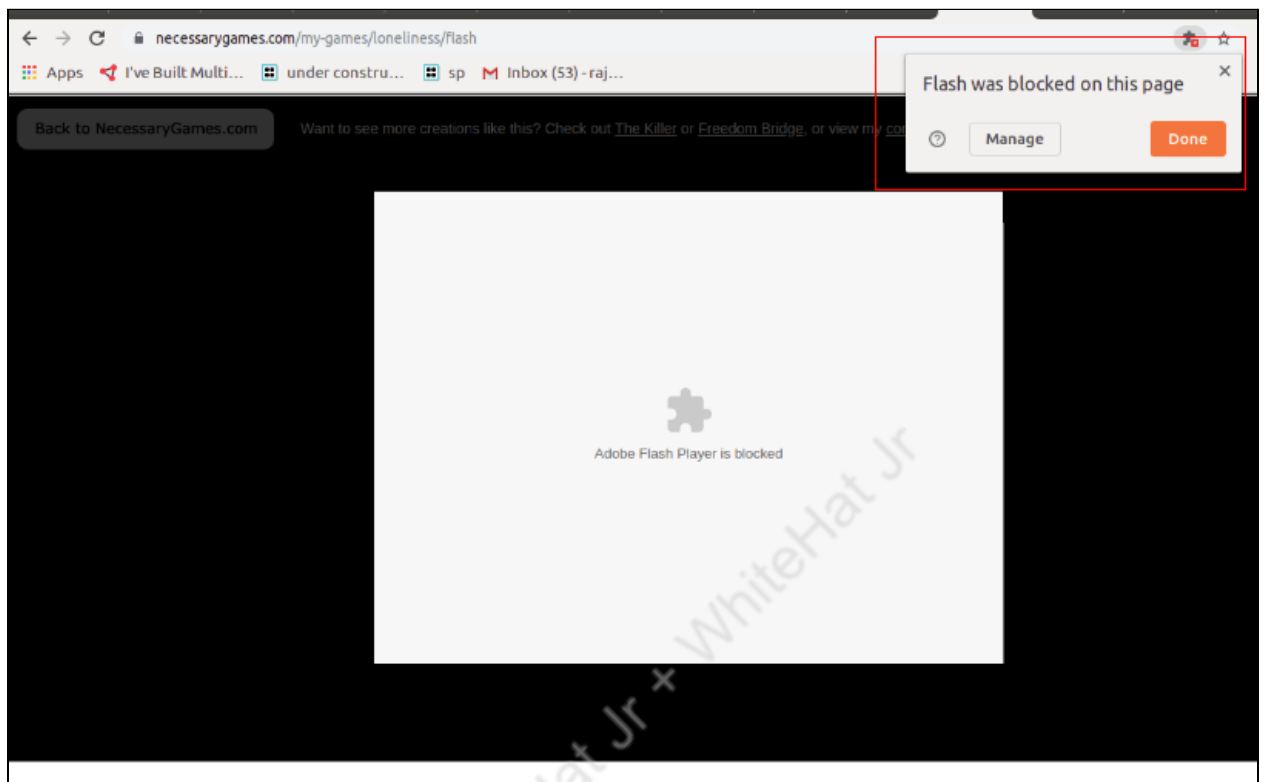 necessarygames.com/my-games/loneliness/flash
Apps I've Built Multi... under constru... sp Inbox (53) - raj...
Flash was blocked on this page
Manage Done
Back to NecessaryGames.com Want to see more creations like this? Check out The Killer or Freedom Bridge, or view my
Adobe Flash Player is blocked
Jr + WhiteHat Jr